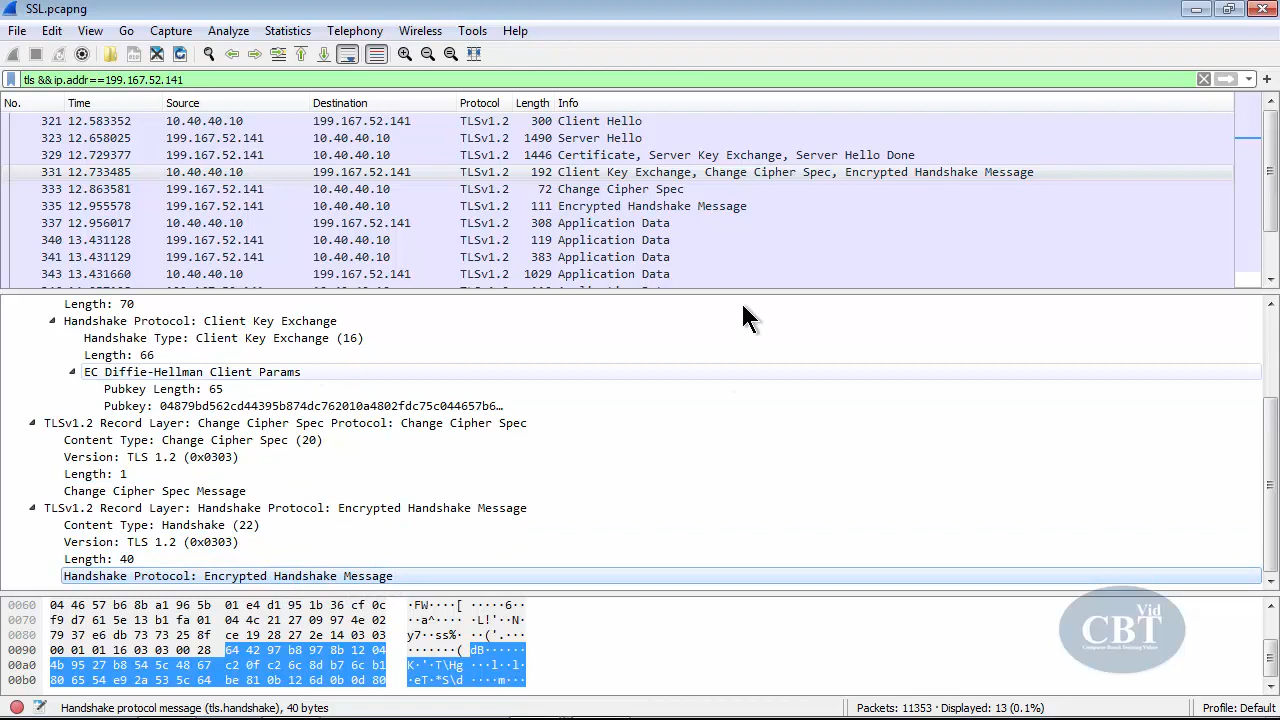 SSL.pcapng
File Edit View Go Capture Analyze Statistics Telephony Wireless Tools Help
tls && ip.addr==199.167.52.141
No. Time Source Destination Protocol Length Info
321 12.583352 10.40.40.10 199.167.52.141 TLSv1.2 300 Client Hello
323 12.658025 199.167.52.141 10.40.40.10 TLSv1.2 1490 Server Hello
329 12.729377 199.167.52.141 10.40.40.10 TLSv1.2 1446 Certificate, Server Key Exchange, Server Hello Done
331 12.733485 10.40.40.10 199.167.52.141 TLSv1.2 192 Client Key Exchange, Change Cipher Spec, Encrypted Handshake Message
333 12.863581 199.167.52.141 10.40.40.10 TLSv1.2 72 Change Cipher Spec
335 12.955578 199.167.52.141 10.40.40.10 TLSv1.2 111 Encrypted Handshake Message
337 12.956017 10.40.40.10 199.167.52.141 TLSv1.2 308 Application Data
340 13.431128 199.167.52.141 10.40.40.10 TLSv1.2 119 Application Data
341 13.431129 199.167.52.141 10.40.40.10 TLSv1.2 383 Application Data
343 13.431660 10.40.40.10 199.167.52.141 TLSv1.2 1029 Application Data
Length: 70
Handshake Protocol: Client Key Exchange
Handshake Type: Client Key Exchange (16)
Length: 66
EC Diffie-Hellman Client Params
Pubkey Length: 65
Pubkey: 04879bd562cd44395b874dc762010a4802fdc75c044657b6…
TLSv1.2 Record Layer: Change Cipher Spec Protocol: Change Cipher Spec
Content Type: Change Cipher Spec (20)
Version: TLS 1.2 (0x0303)
Length: 1
Change Cipher Spec Message
TLSv1.2 Record Layer: Handshake Protocol: Encrypted Handshake Message
Content Type: Handshake (22)
Version: TLS 1.2 (0x0303)
Length: 40
Handshake Protocol: Encrypted Handshake Message
0060 04 46 57 b6 8b a1 96 5b 01 e4 d1 95 1b 36 cf 0c ·FW····[ ·····6··
0070 f9 d7 61 5e 13 b1 fa 01 04 4c 21 27 09 97 4e 02 ··a^···· ·L!'··N·
0080 79 37 e6 db 73 73 25 8f ce 19 28 27 2e 14 03 03 y7··ss%· ··('.···
0090 00 01 01 16 03 03 00 28 64 42 97 b8 97 8b 12 04 ·······( dB······
00a0 4b 95 27 b8 54 5c 48 67 c2 0f c2 6c 8d b7 6c b1 K·'·T\Hg ···l··l·
00b0 80 65 54 e9 2a 53 5c 64 be 81 0b 12 6d 0b 0d 80 ·eT·*S\d ····m···
CBT Vid
Computer Based Training Videos
Handshake protocol message (tls.handshake), 40 bytes
Packets: 11353 · Displayed: 13 (0.1%)
Profile: Default